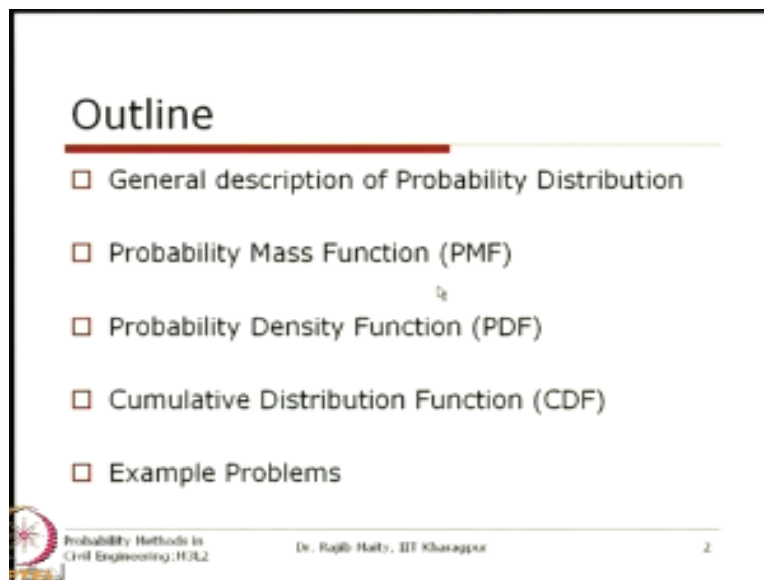 Outline
General description of Probability Distribution
Probability Mass Function (PMF)
Probability Density Function (PDF)
Cumulative Distribution Function (CDF)
Example Problems
Probability Methods in
Civil Engineering: M3L2
Dr. Rajib Maity, IIT Kharagpur
2